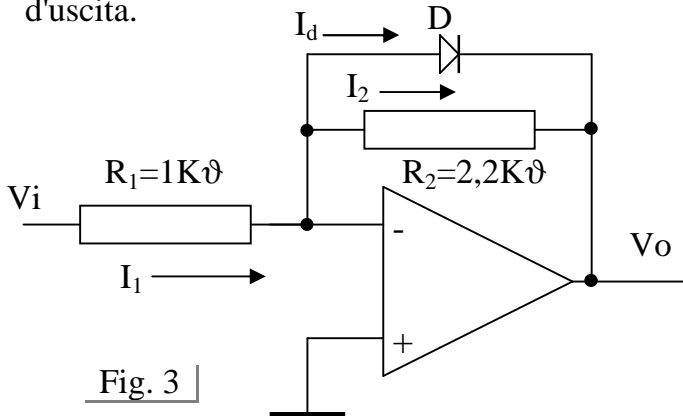 d'uscita.
I_d
D
I_2
R_1=1Kϑ
R_2=2,2Kϑ
Vi
-
Vo
I_1
+
Fig. 3